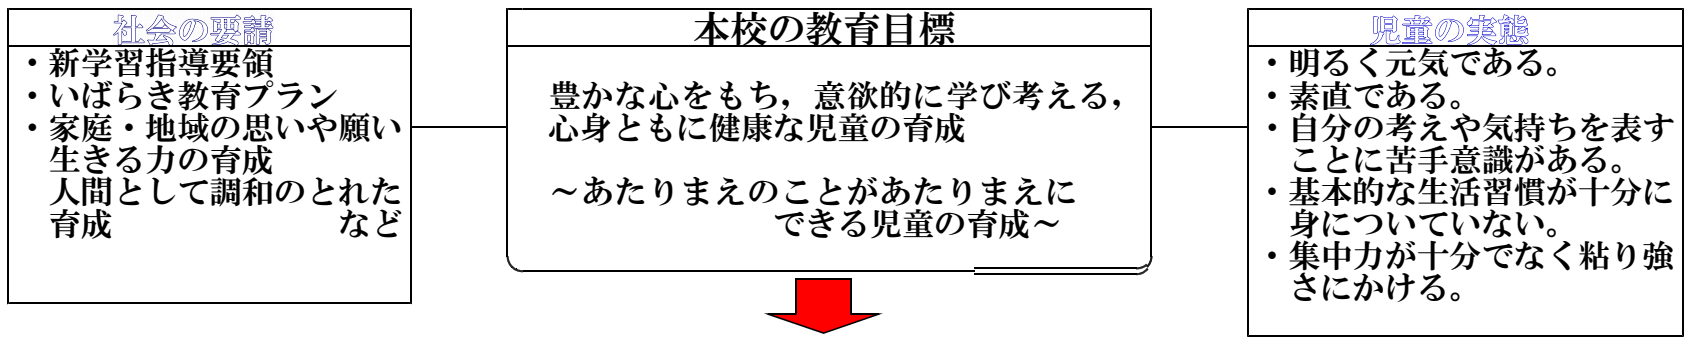 社会の要請
・新学習指導要領
・いばらき教育プラン
・家庭・地域の思いや願い
生きる力の育成
人間として調和のとれた
育成 など
本校の教育目標
豊かな心をもち，意欲的に学び考える，
心身ともに健康な児童の育成
～あたりまえのことがあたりまえに
できる児童の育成～
児童の実態
・明るく元気である。
・素直である。
・自分の考えや気持ちを表す
ことに苦手意識がある。
・基本的な生活習慣が十分に
身についていない。
・集中力が十分でなく粘り強
さにかける。